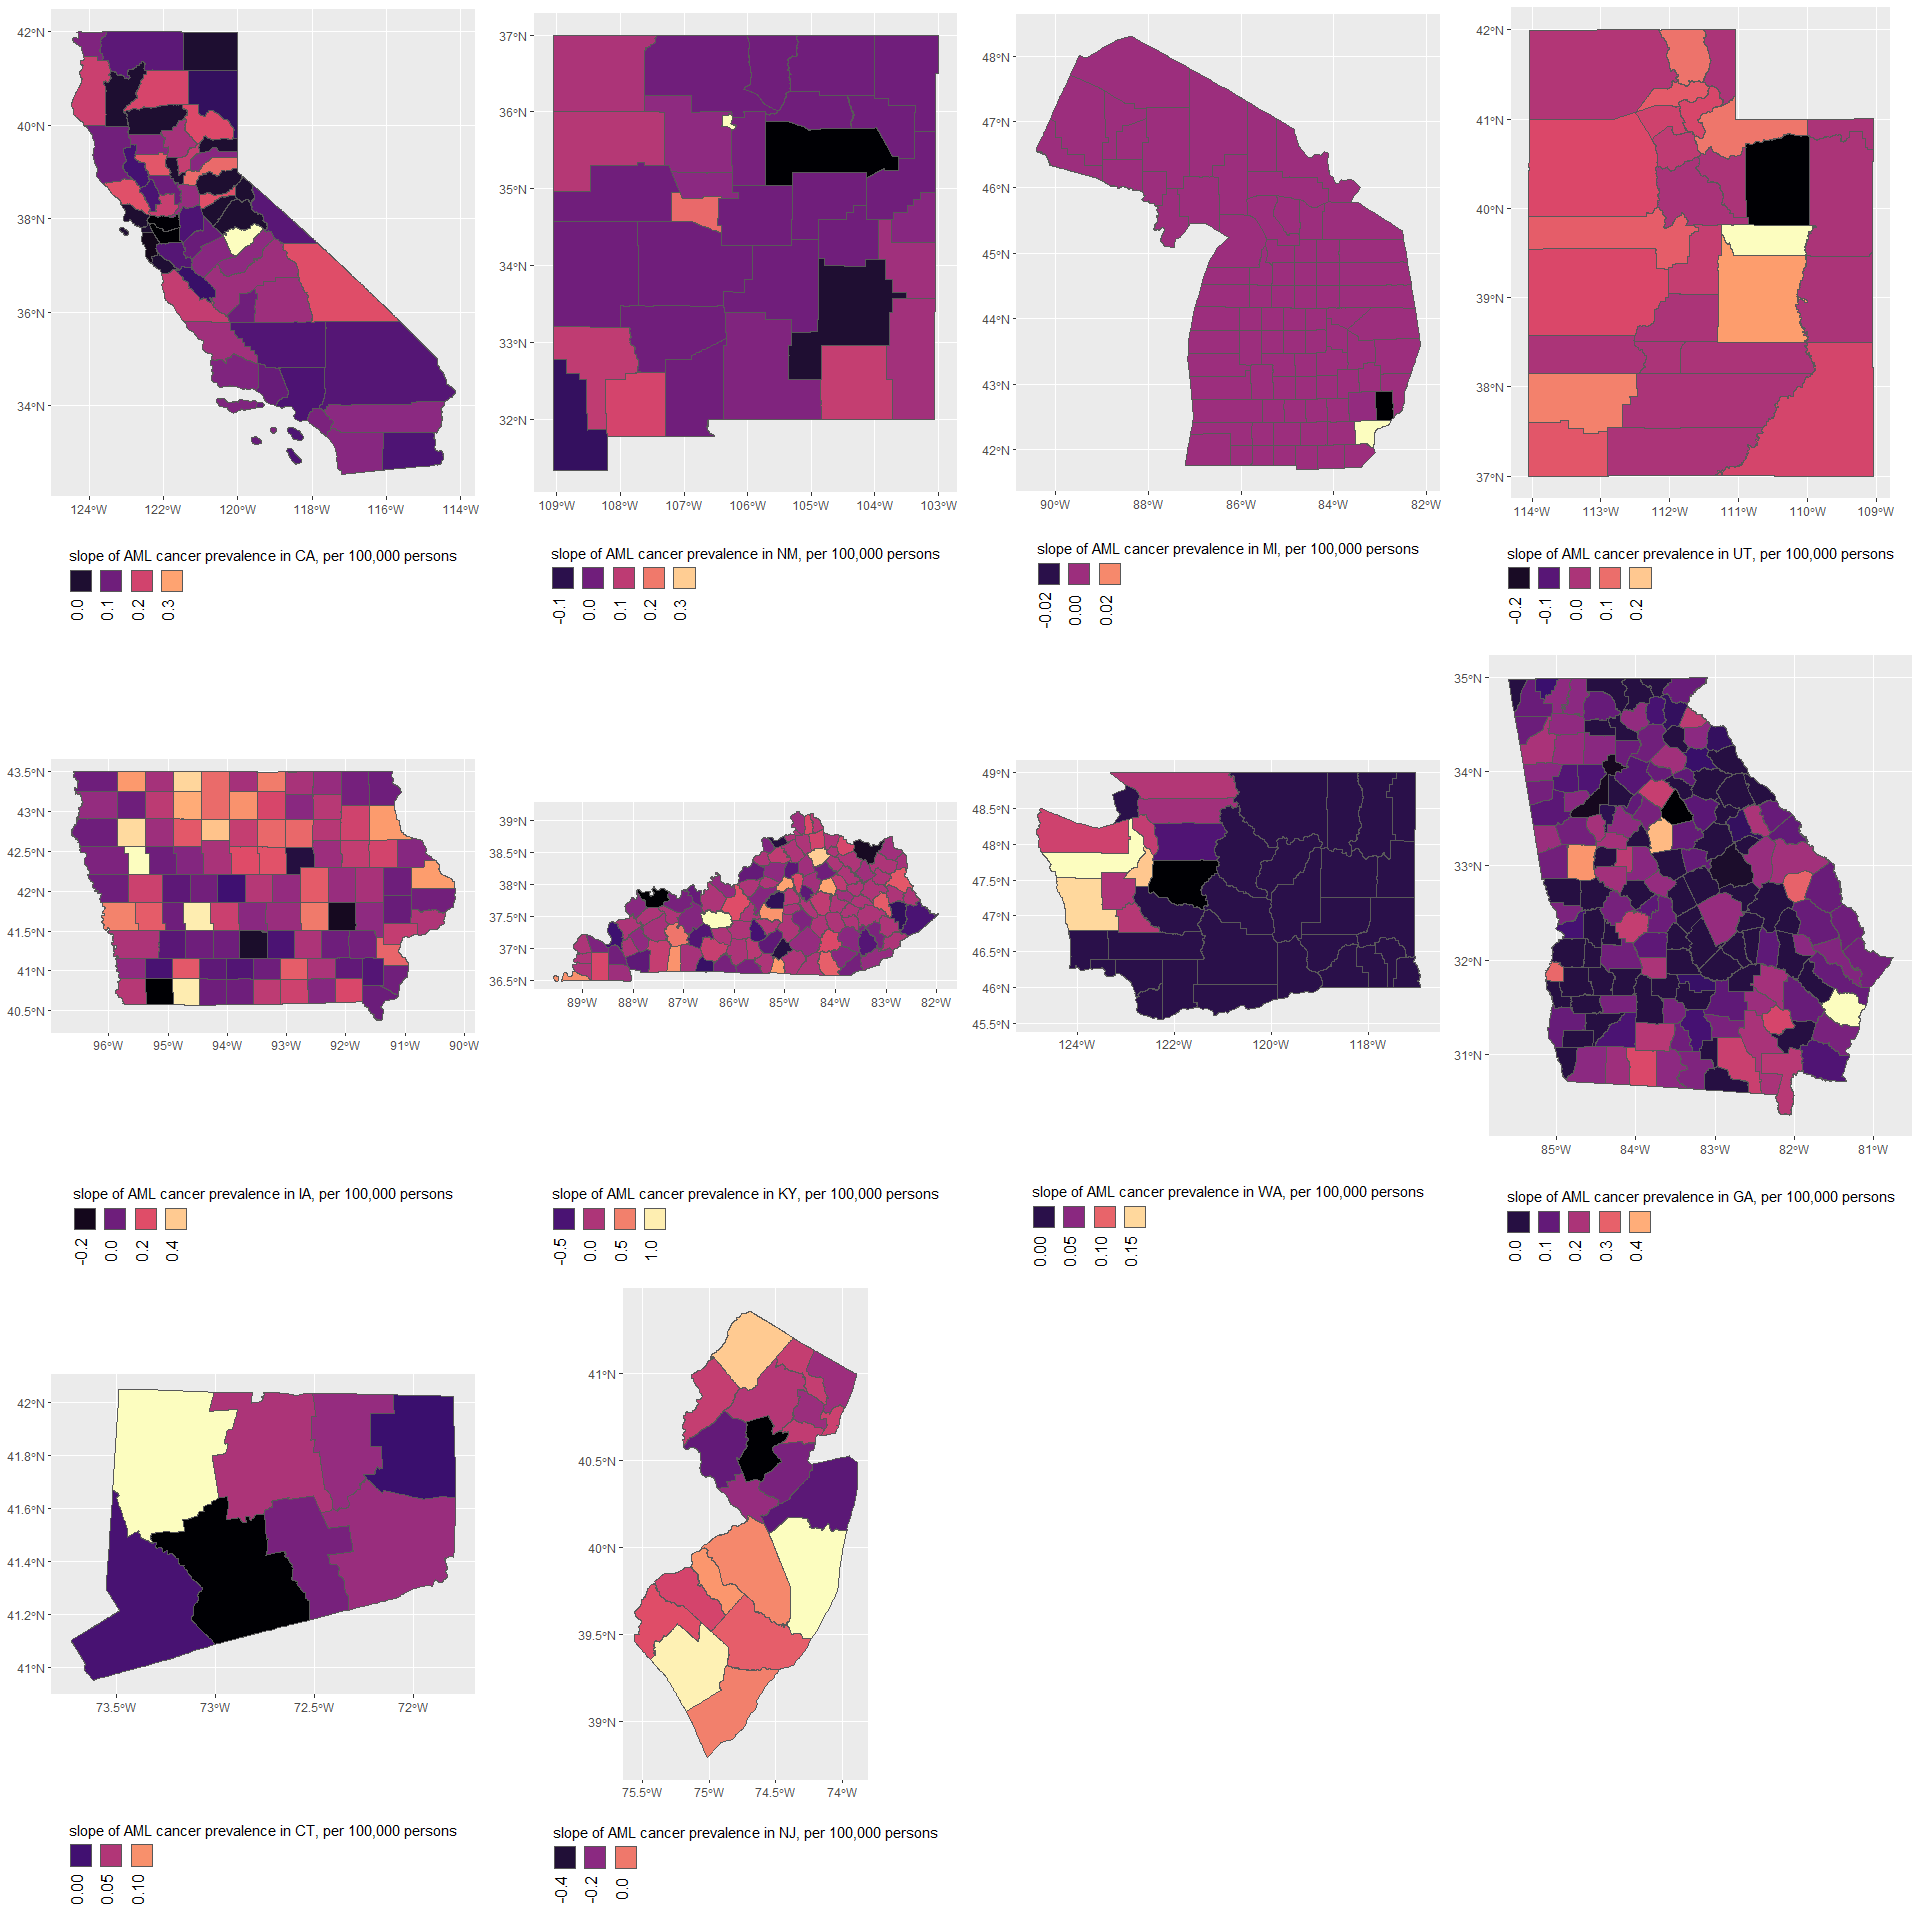 42°N
40°N
38°N
36°N
34°N
124°W 122°W 120°W 118°W 116°W 114°W
slope of AML cancer prevalence in CA, per 100,000 persons
0.0 0.1 0.2 0.3
37°N
36°N
35°N
34°N
33°N
32°N
109°W 108°W 107°W 106°W 105°W 104°W 103°W
slope of AML cancer prevalence in NM, per 100,000 persons
-0.1 0.0 0.1 0.2 0.3
48°N
47°N
46°N
45°N
44°N
43°N
42°N
90°W 88°W 86°W 84°W 82°W
slope of AML cancer prevalence in MI, per 100,000 persons
-0.02 0.00 0.02
42°N
41°N
40°N
39°N
38°N
37°N
114°W 113°W 112°W 111°W 110°W 109°W
slope of AML cancer prevalence in UT, per 100,000 persons
-0.2 -0.1 0.0 0.1 0.2
43.5°N
43°N
42.5°N
42°N
41.5°N
41°N
40.5°N
96°W 95°W 94°W 93°W 92°W 91°W 90°W
slope of AML cancer prevalence in IA, per 100,000 persons
-0.2 0.0 0.2 0.4
39°N
38.5°N
38°N
37.5°N
37°N
36.5°N
89°W 88°W 87°W 86°W 85°W 84°W 83°W 82°W
slope of AML cancer prevalence in KY, per 100,000 persons
-0.5 0.0 0.5 1.0
49°N
48.5°N
48°N
47.5°N
47°N
46.5°N
46°N
45.5°N
124°W 122°W 120°W 118°W
slope of AML cancer prevalence in WA, per 100,000 persons
0.00 0.05 0.10 0.15
35°N
34°N
33°N
32°N
31°N
85°W 84°W 83°W 82°W 81°W
slope of AML cancer prevalence in GA, per 100,000 persons
0.0 0.1 0.2 0.3 0.4
42°N
41.8°N
41.6°N
41.4°N
41.2°N
41°N
73.5°W 73°W 72.5°W 72°W
slope of AML cancer prevalence in CT, per 100,000 persons
0.00 0.05 0.10
41°N
40.5°N
40°N
39.5°N
39°N
75.5°W 75°W 74.5°W 74°W
slope of AML cancer prevalence in NJ, per 100,000 persons
-0.4 -0.2 0.0